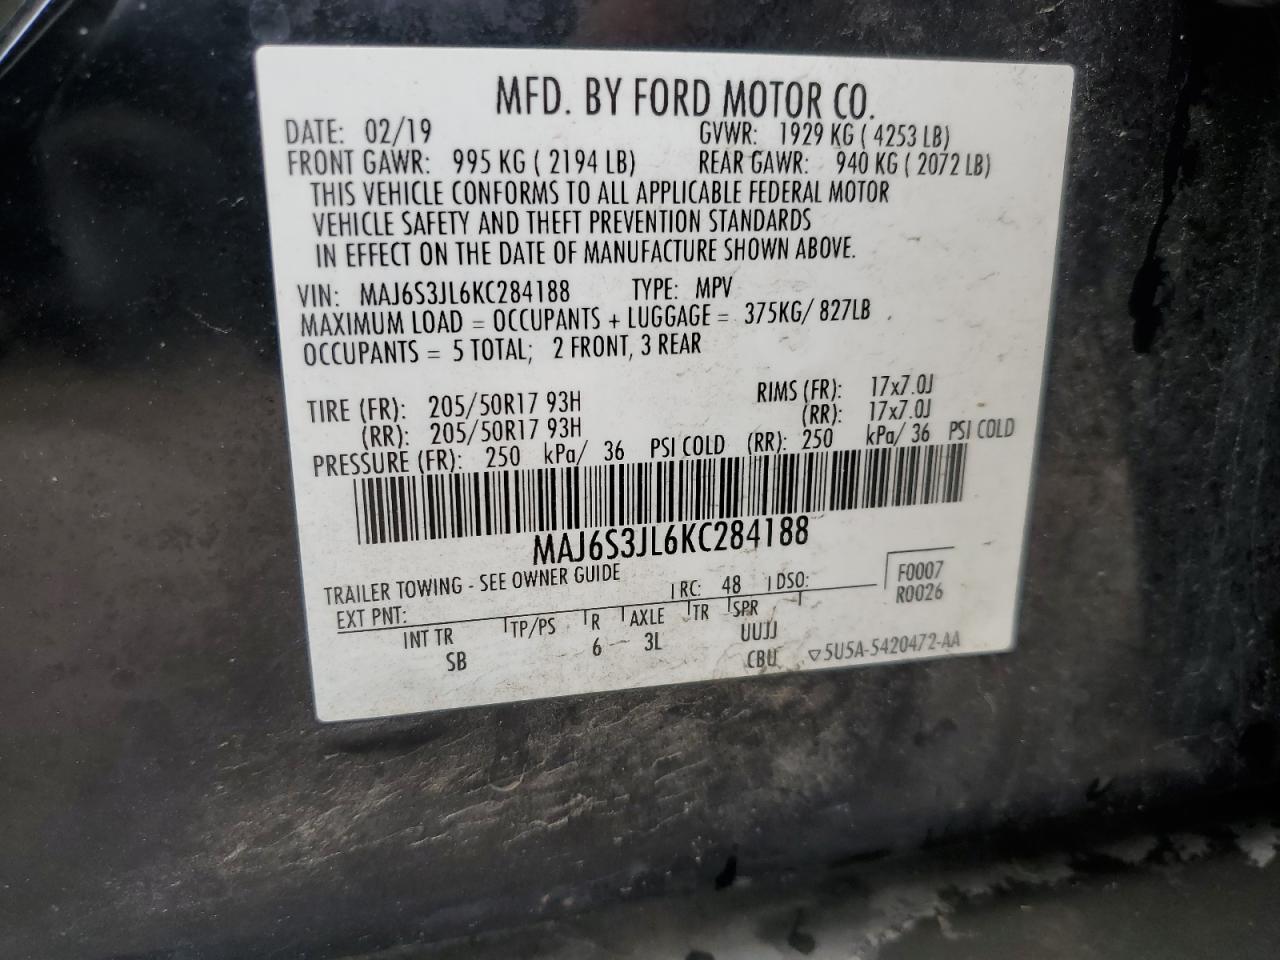 MFD. BY FORD MOTOR CO.
DATE: 02/19 GVWR: 1929 KG ( 4253 LB)
FRONT GAWR: 995 KG ( 2194 LB) REAR GAWR: 940 KG ( 2072 LB)
THIS VEHICLE CONFORMS TO ALL APPLICABLE FEDERAL MOTOR
VEHICLE SAFETY AND THEFT PREVENTION STANDARDS
IN EFFECT ON THE DATE OF MANUFACTURE SHOWN ABOVE.
VIN: MAJ6S3JL6KC284188 TYPE: MPV
MAXIMUM LOAD = OCCUPANTS + LUGGAGE = 375KG/ 827LB
OCCUPANTS = 5 TOTAL; 2 FRONT, 3 REAR
TIRE (FR): 205/50R17 93H RIMS (FR): 17x7.0J
(RR): 205/50R17 93H (RR): 17x7.0J
PRESSURE (FR): 250 kPa/ 36 PSI COLD (RR): 250 kPa/ 36 PSI COLD
MAJ6S3JL6KC284188
TRAILER TOWING - SEE OWNER GUIDE
EXT PNT: RC: 48 DSO: F0007
R0026
INT TR TP/PS R AXLE TR SPR
SB 6 3L UUJJ
CBU ▽5U5A-5420472-AA